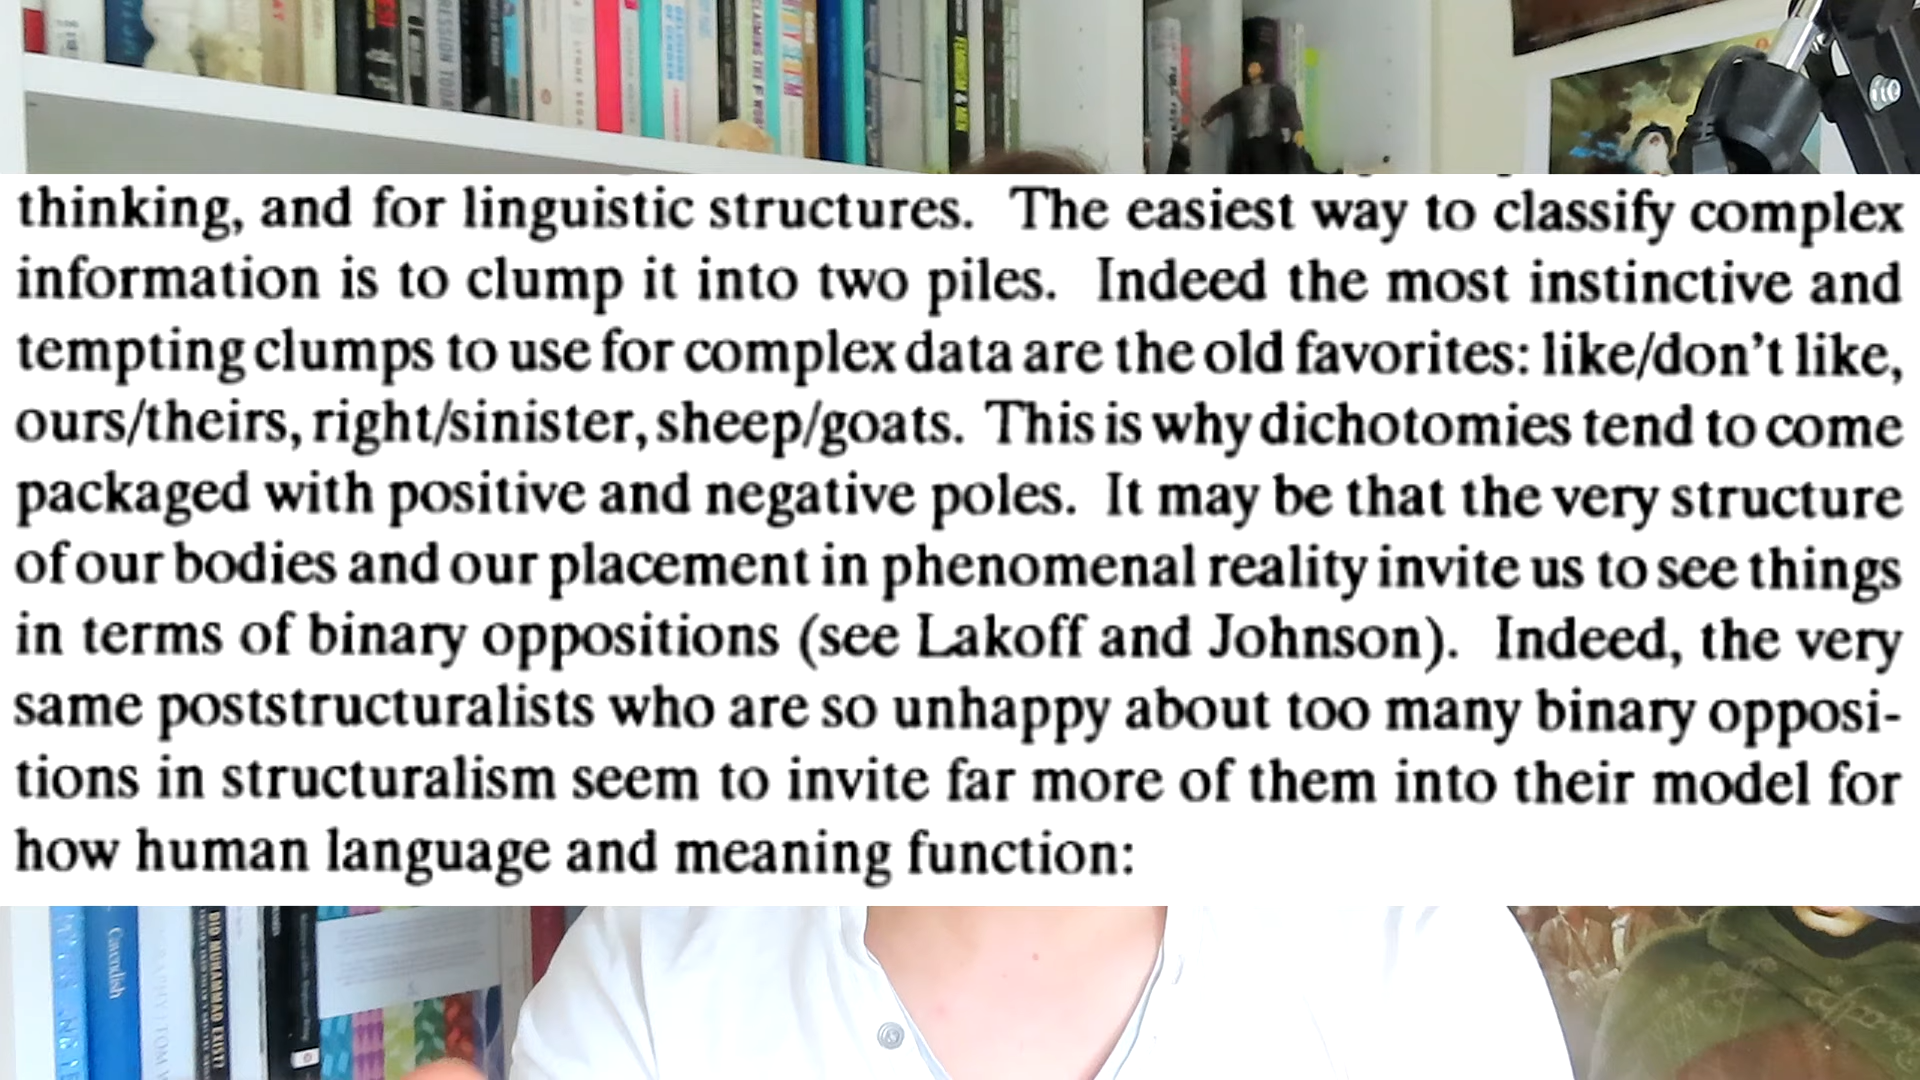 FEMINISM & MEN
thinking, and for linguistic structures. The easiest way to classify complex
information is to clump it into two piles. Indeed the most instinctive and
tempting clumps to use for complex data are the old favorites: like/don't like,
ours/theirs, right/sinister, sheep/goats. This is why dichotomies tend to come
packaged with positive and negative poles. It may be that the very structure
of our bodies and our placement in phenomenal reality invite us to see things
in terms of binary oppositions (see Lakoff and Johnson). Indeed, the very
same poststructuralists who are so unhappy about too many binary opposi-
tions in structuralism seem to invite far more of them into their model for
how human language and meaning function:
Cavendish
DID MUHAMMAD EXIST?